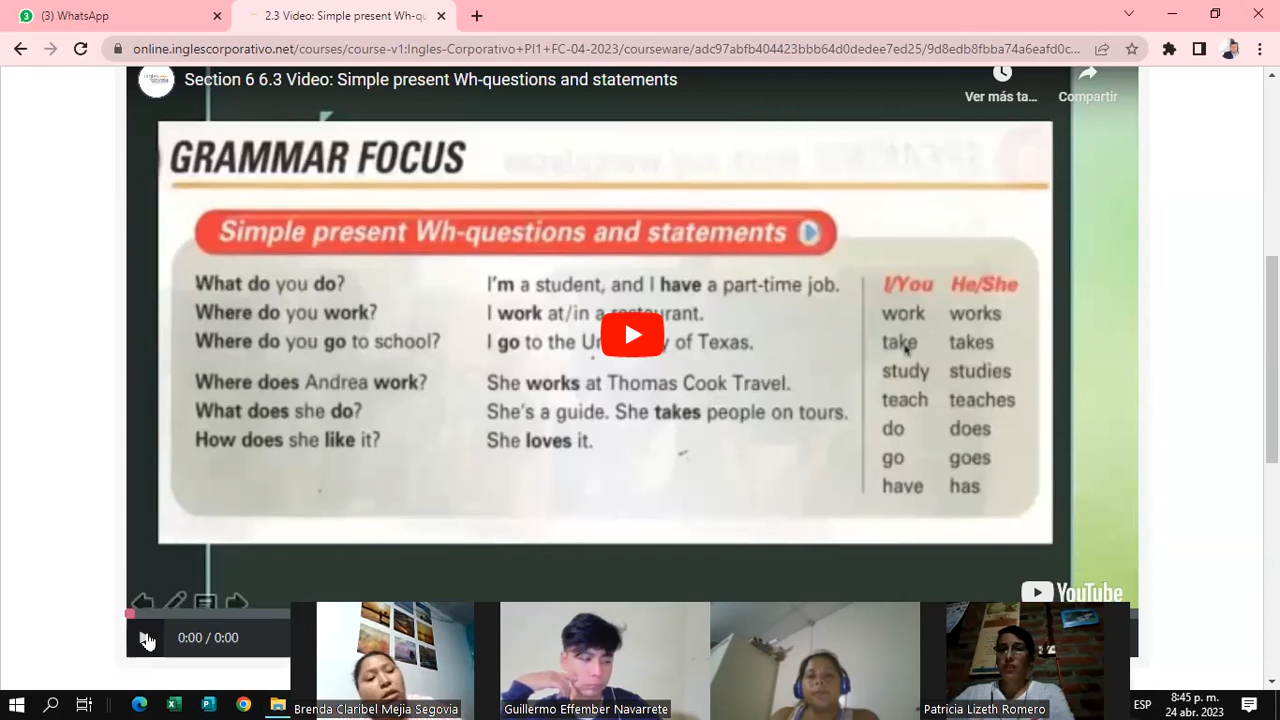 (3) WhatsApp
2.3 Video: Simple present Wh-qu
online.inglescorporativo.net/courses/course-v1:Ingles-Corporativo+PI1+FC-04-2023/courseware/adc97abfe404423bbb64d0dedee7ed25/9d8edb8fbba74a6eafd0c...
Section 6 6.3 Video: Simple present Wh-questions and statements
Ver más ta...
Compartir
GRAMMAR FOCUS
Simple present Wh-questions and statements
What do you do? I'm a student, and I have a part-time job. I/You He/She
Where do you work? I work at/in a restaurant. work works
Where do you go to school? I go to the of Texas. take takes
study studies
Where does Andrea work? She works at Thomas Cook Travel.
What does she do? She's a guide. She takes people on tours. teach teaches
How does she like it? She loves it. do does
go goes
have has
YouTube
0:00 / 0:00
Brenda Claribel Mejia Segovia
Guillermo Effember Navarrete
Patricia Lizeth Romero
ESP
8:45 p. m.
24 abr. 2023